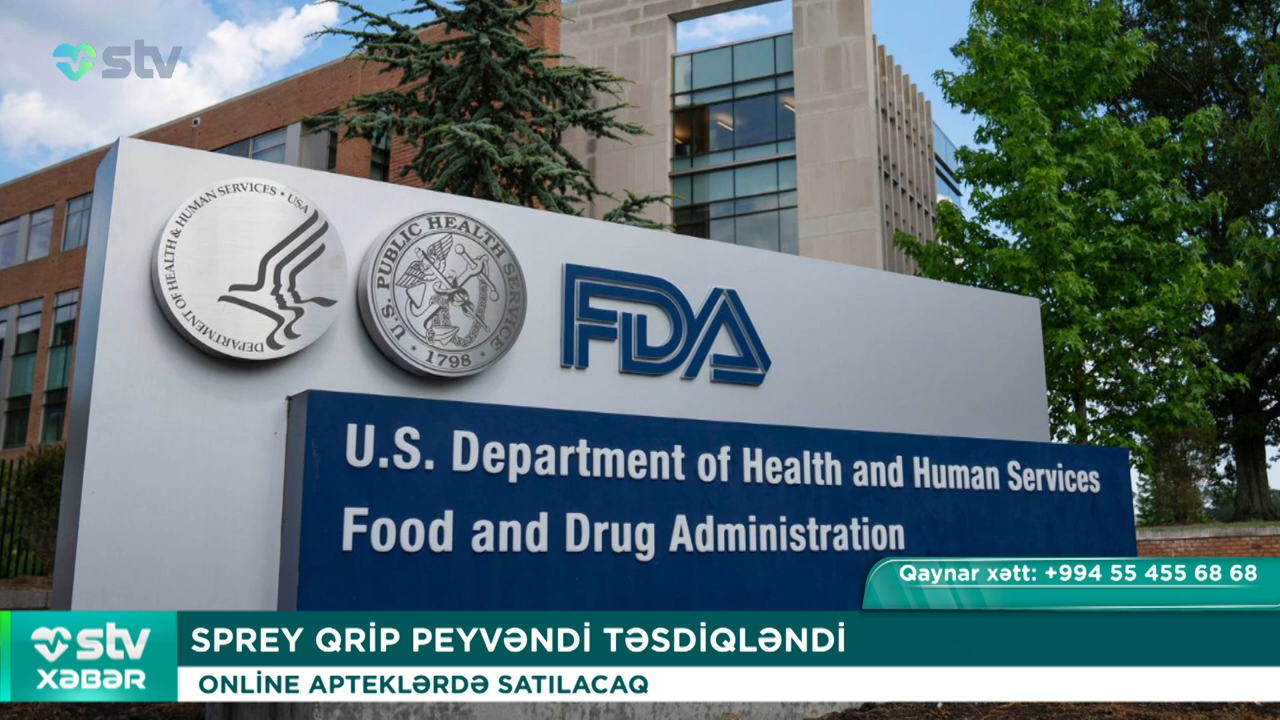 stv
DEPARTMENT OF HEALTH & HUMAN SERVICES • USA
U.S. PUBLIC HEALTH SERVICE
• 1798 •
FDA
U.S. Department of Health and Human Services
Food and Drug Administration
Qaynar xətt: +994 55 455 68 68
stv
XƏBƏR
SPREY QRİP PEYVƏNDİ TƏSDİQLƏNDİ
ONLİNE APTEKLƏRDƏ SATILACAQ